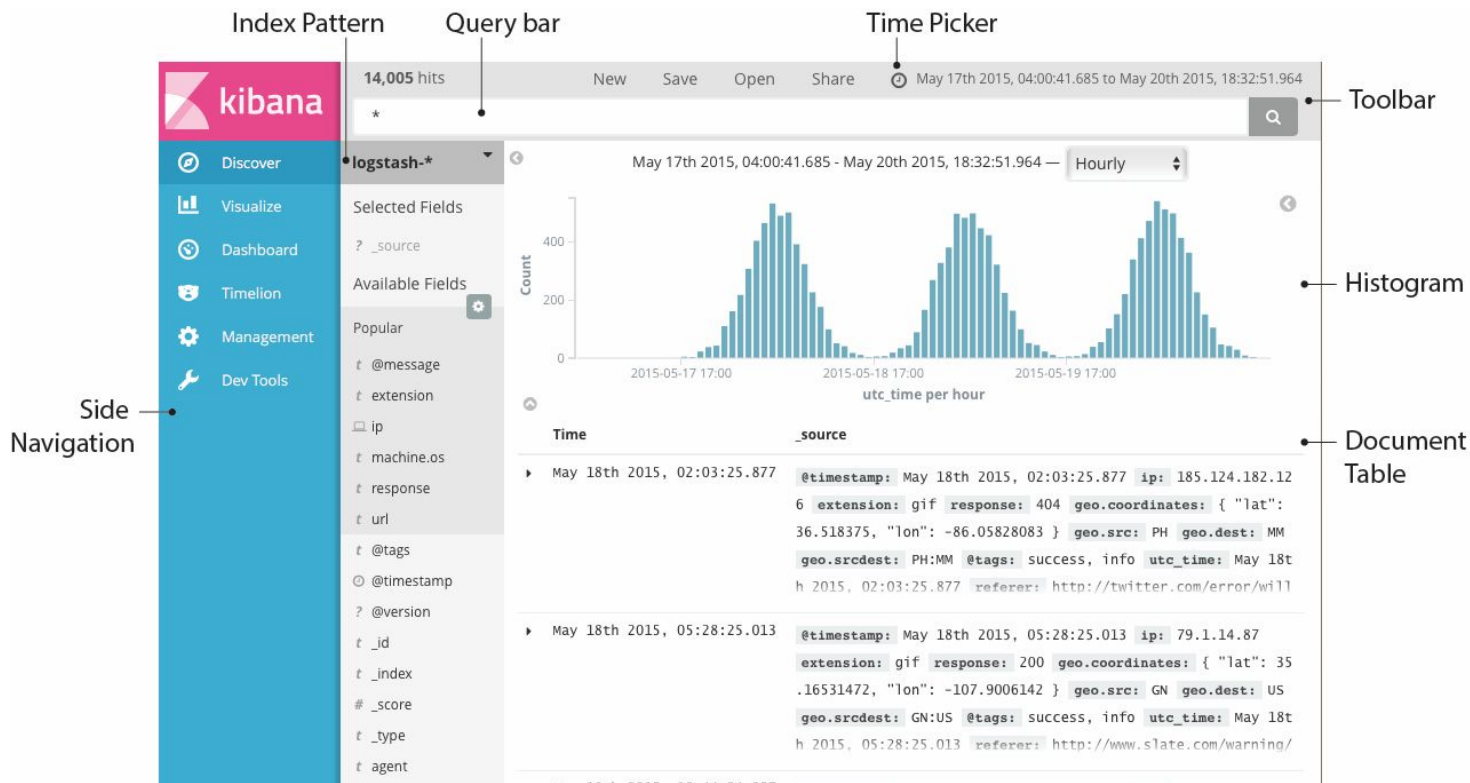 Index Pattern
Query bar
Time Picker
kibana
14,005 hits
New Save Open Share May 17th 2015, 04:00:41.685 to May 20th 2015, 18:32:51.964
*
Toolbar
Discover
Visualize
Dashboard
Timelion
Management
Dev Tools
Side
Navigation
logstash-*
Selected Fields
? _source
Available Fields
Popular
t @message
t extension
ip
t machine.os
t response
t url
t @tags
@timestamp
? @version
t _id
t _index
# _score
t _type
t agent
May 17th 2015, 04:00:41.685 - May 20th 2015, 18:32:51.964 — Hourly
Count
400
200
0
2015-05-17 17:00 2015-05-18 17:00 2015-05-19 17:00
utc_time per hour
Histogram
Time _source
Document
Table
May 18th 2015, 02:03:25.877
@timestamp: May 18th 2015, 02:03:25.877 ip: 185.124.182.12
6 extension: gif response: 404 geo.coordinates: { "lat":
36.518375, "lon": -86.05828083 } geo.src: PH geo.dest: MM
geo.srcdest: PH:MM @tags: success, info utc_time: May 18t
h 2015, 02:03:25.877 referer: http://twitter.com/error/will
May 18th 2015, 05:28:25.013
@timestamp: May 18th 2015, 05:28:25.013 ip: 79.1.14.87
extension: gif response: 200 geo.coordinates: { "lat": 35
.16531472, "lon": -107.9006142 } geo.src: GN geo.dest: US
geo.srcdest: GN:US @tags: success, info utc_time: May 18t
h 2015, 05:28:25.013 referer: http://www.slate.com/warning/